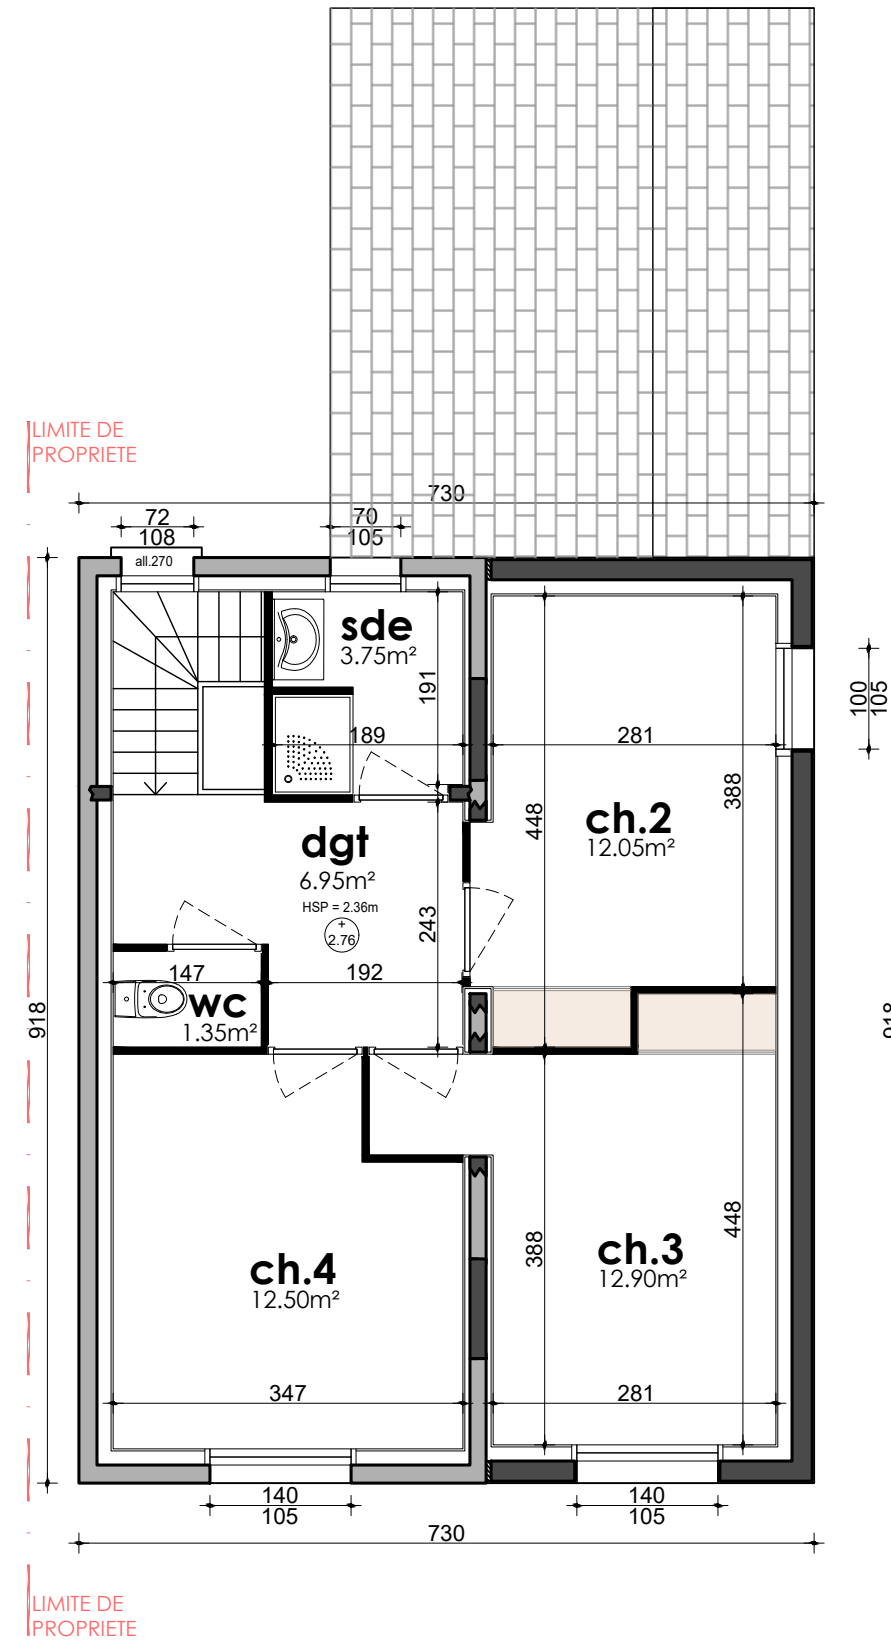 LIMITE DE
PROPRIETE
730
72
108
70
105
all.270
sde
3.75m²
191
189
281
100
105
448
388
ch.2
12.05m²
dgt
6.95m²
HSP = 2.36m
+
2.76
243
147
192
wc
1.35m²
918
918
388
448
ch.3
12.90m²
ch.4
12.50m²
347
281
140
105
140
105
730
LIMITE DE
PROPRIETE